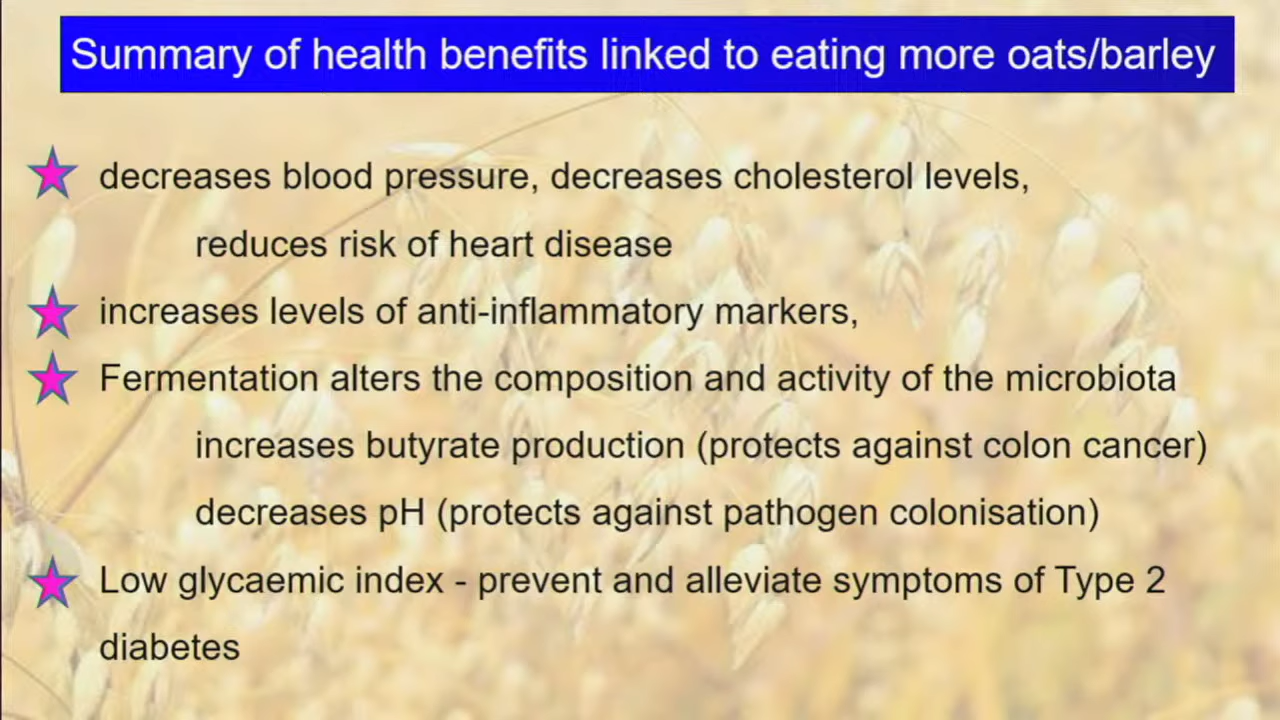 Summary of health benefits linked to eating more oats/barley
decreases blood pressure, decreases cholesterol levels,
reduces risk of heart disease
increases levels of anti-inflammatory markers,
Fermentation alters the composition and activity of the microbiota
increases butyrate production (protects against colon cancer)
decreases pH (protects against pathogen colonisation)
Low glycaemic index - prevent and alleviate symptoms of Type 2
diabetes